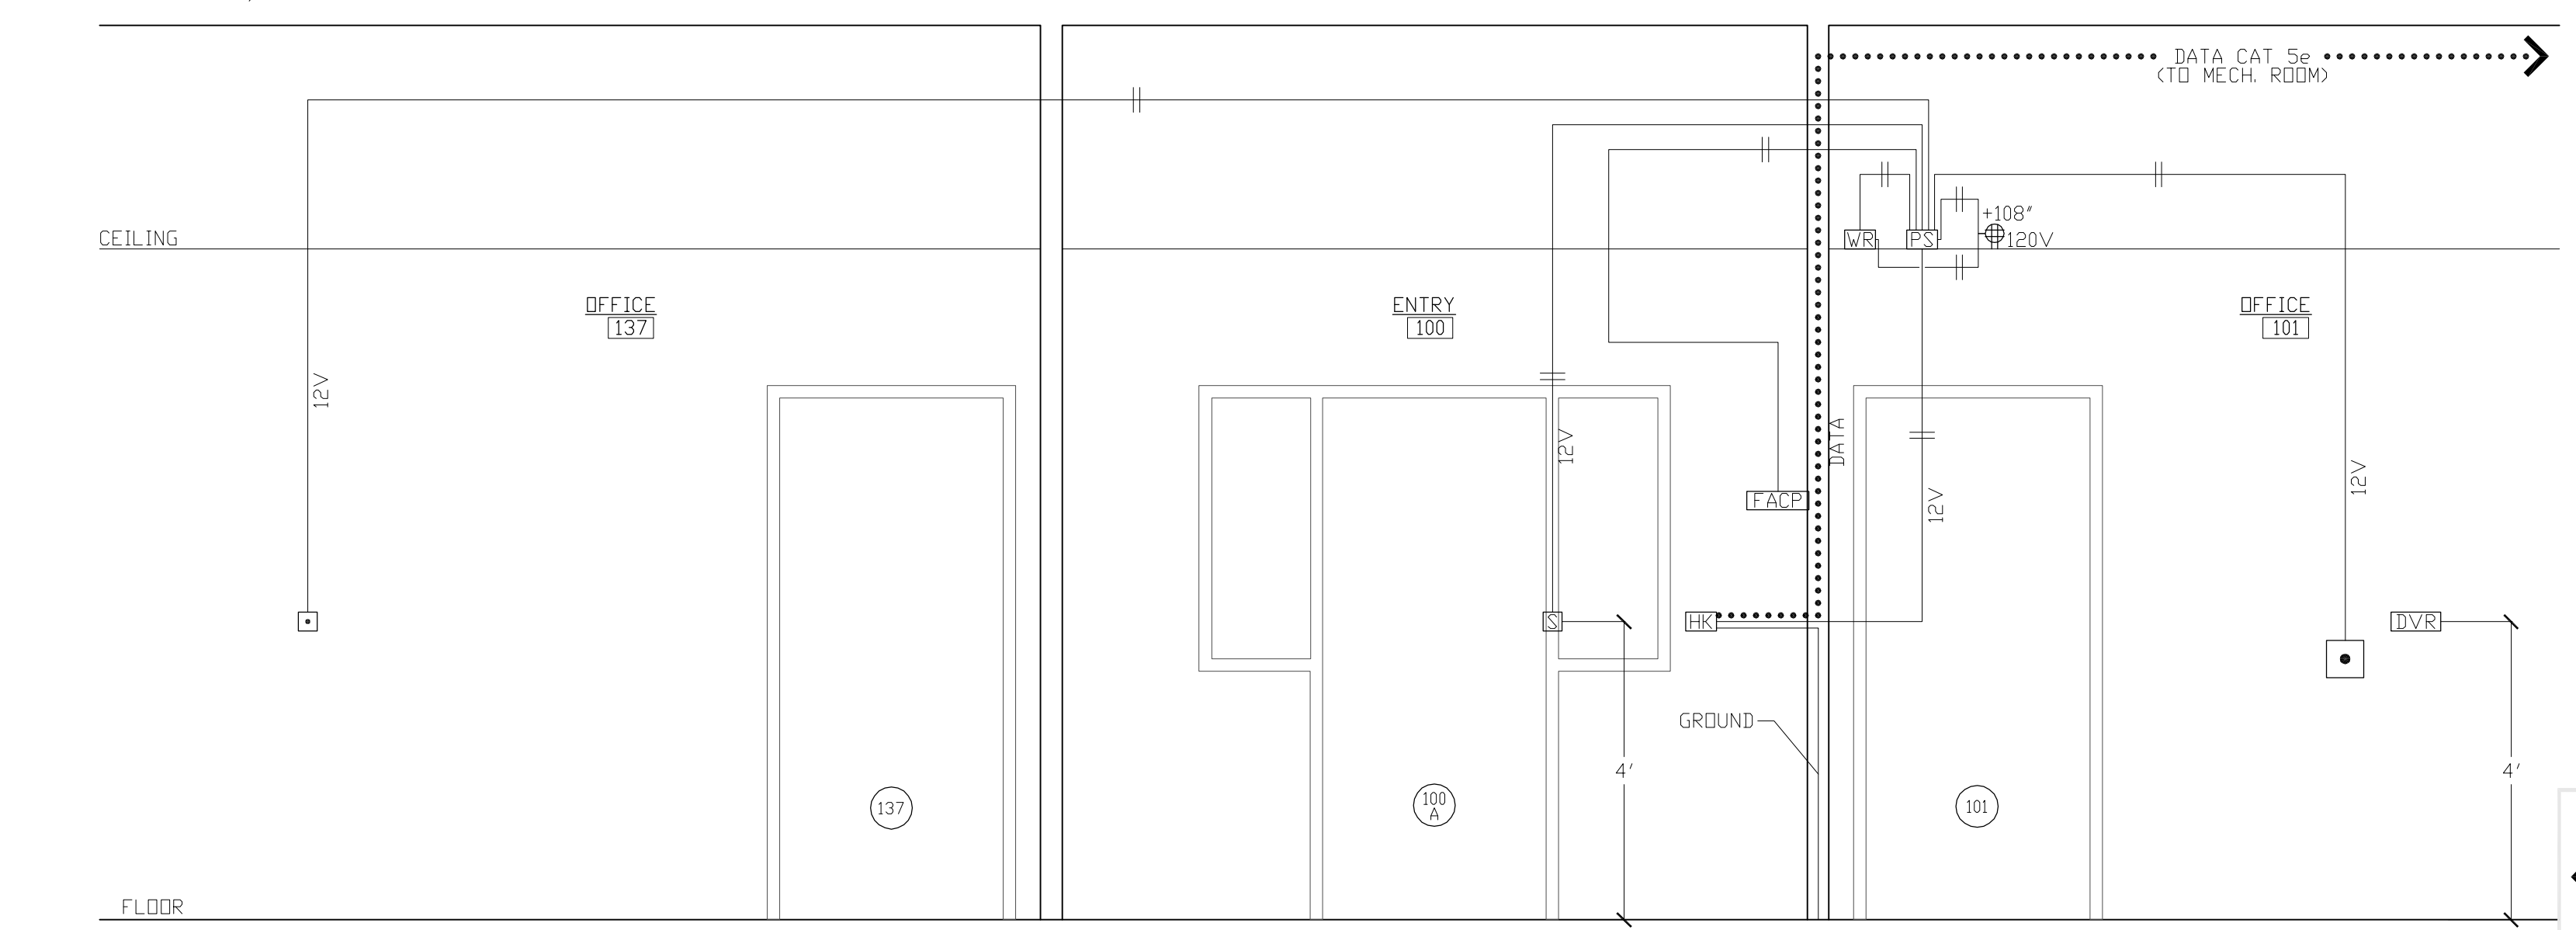 DATA CAT 5e
(TO MECH. ROOM)
+108"
CEILING
WR
PS
120V
OFFICE
137
ENTRY
100
OFFICE
101
12V
12V
DATA
12V
12V
FACP
S
HK
DVR
GROUND
4'
4'
137
100
A
101
FLOOR